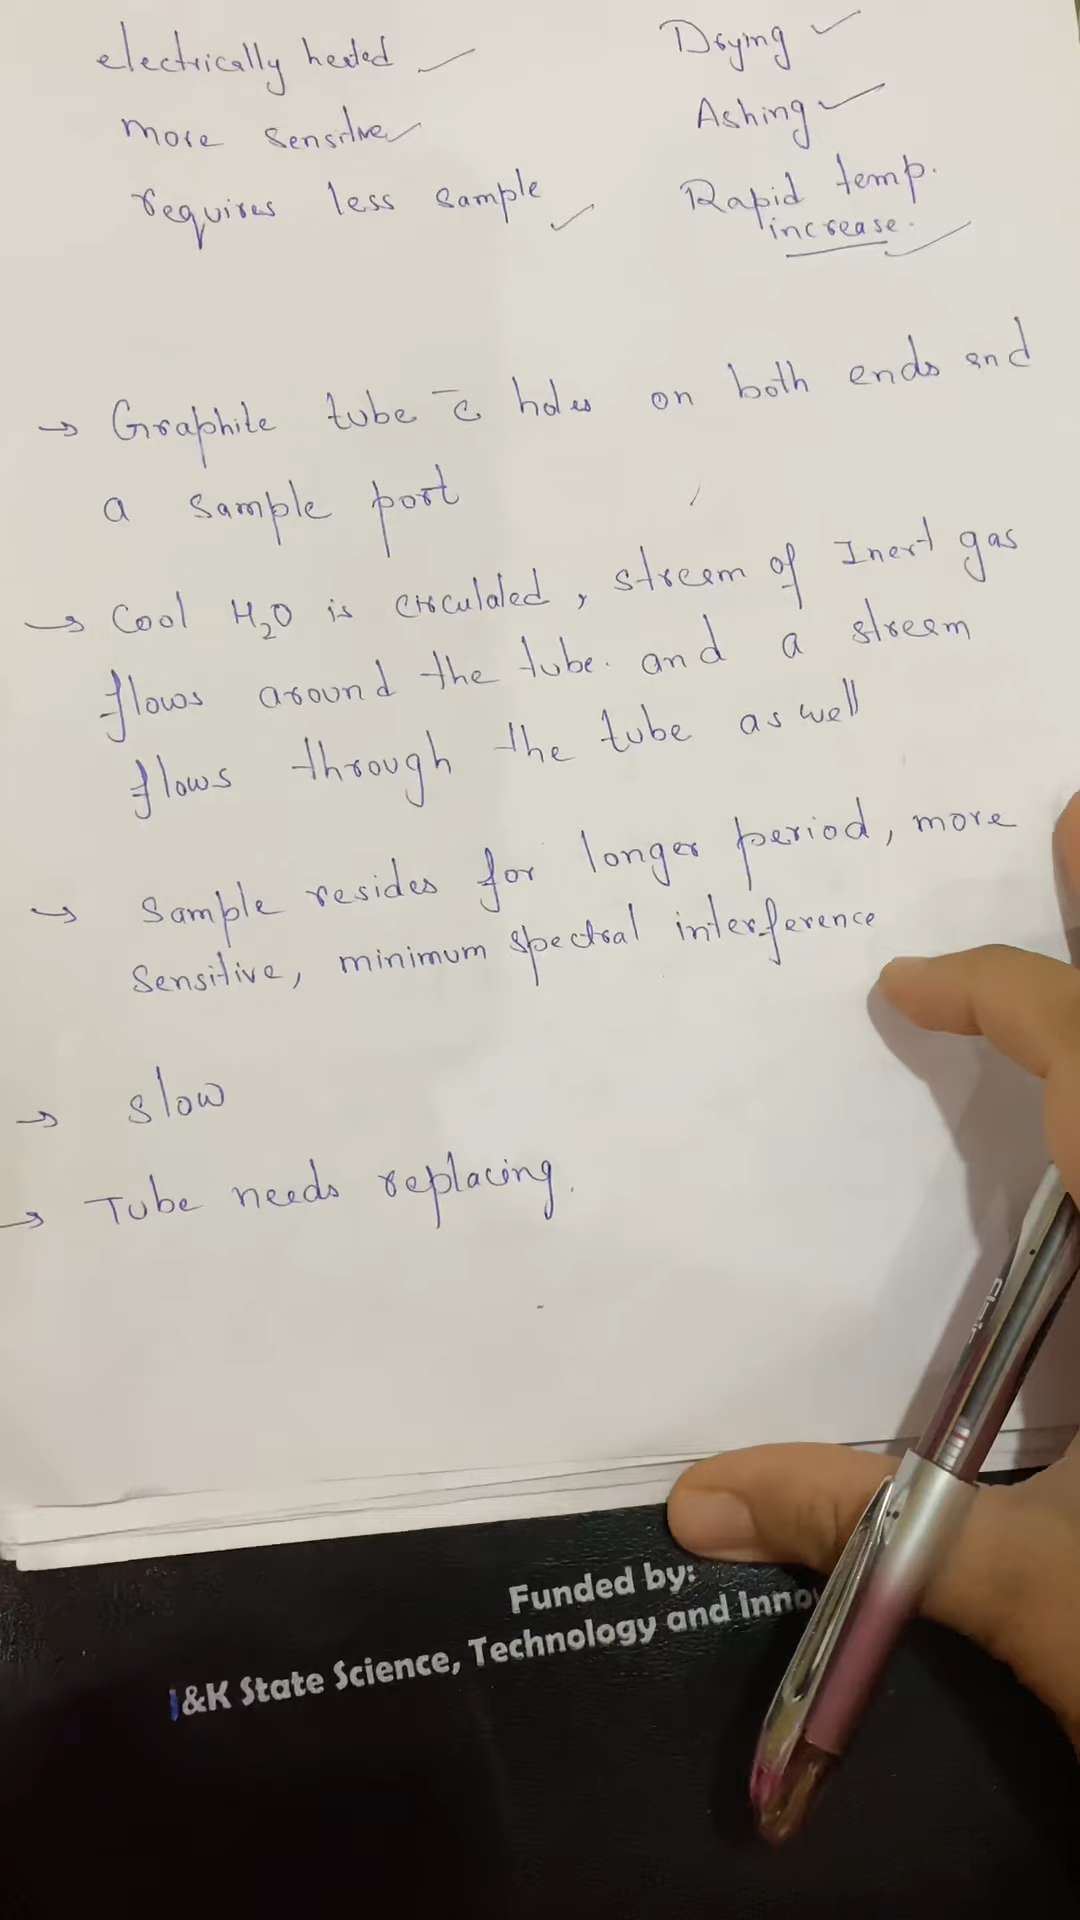 electrically heated
more sensitive
requires less sample
Drying
Ashing
Rapid temp.
increase.
→ Graphite tube c̅ holes on both ends and
a sample port
→ Cool H₂O is circulated, stream of Inert gas
flows around the tube. and a stream
flows through the tube as well
→ Sample resides for longer period, more
Sensitive, minimum spectral interference
→ slow
→ Tube needs replacing.
Funded by:
J&K State Science, Technology and